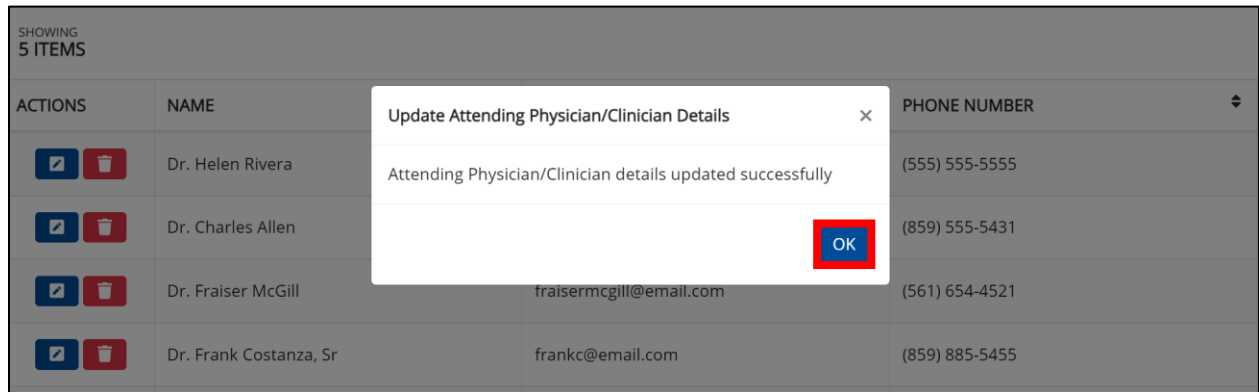 SHOWING
5 ITEMS
ACTIONS NAME PHONE NUMBER
Update Attending Physician/Clinician Details ×
Attending Physician/Clinician details updated successfully
OK
Dr. Helen Rivera (555) 555-5555
Dr. Charles Allen (859) 555-5431
Dr. Fraiser McGill fraisermcgill@email.com (561) 654-4521
Dr. Frank Costanza, Sr frankc@email.com (859) 885-5455